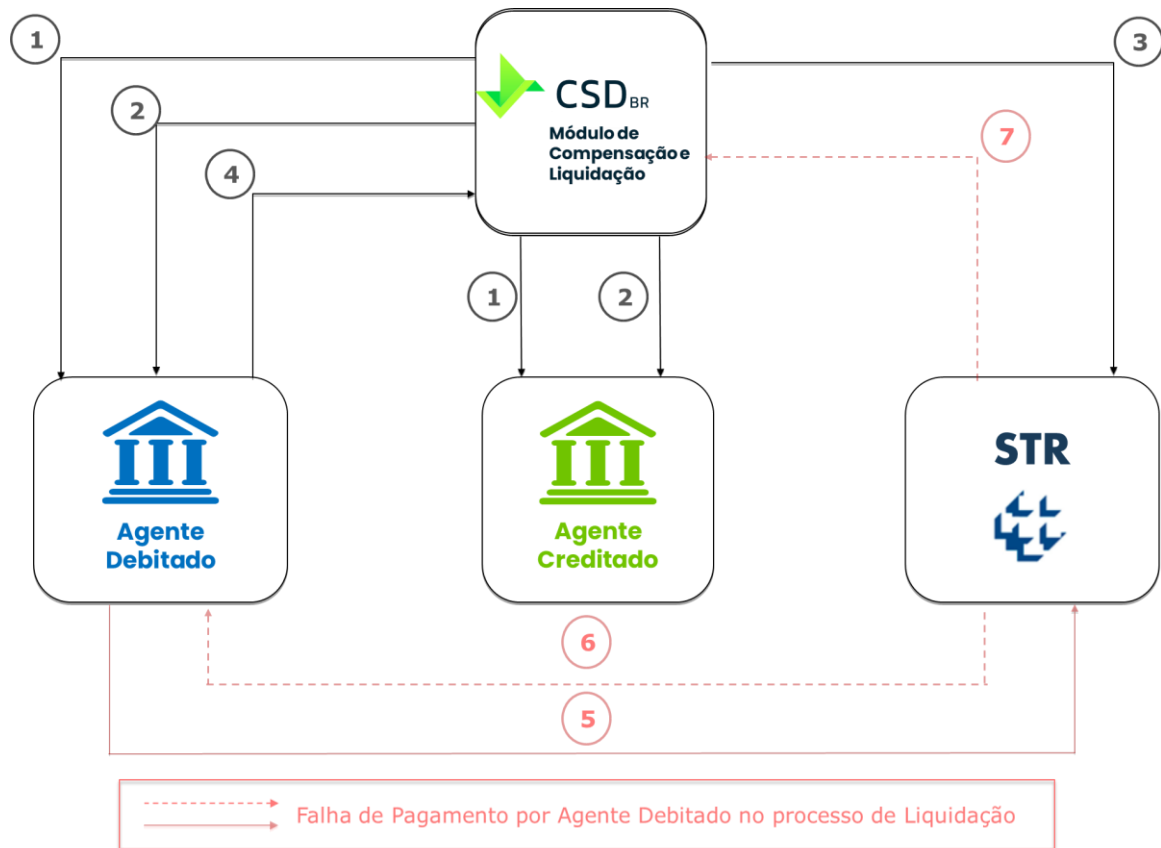 1
3
CSD BR
2
Módulo de
Compensação e
Liquidação
7
4
1
2
STR
Agente
Debitado
Agente
Creditado
6
5
Falha de Pagamento por Agente Debitado no processo de Liquidação